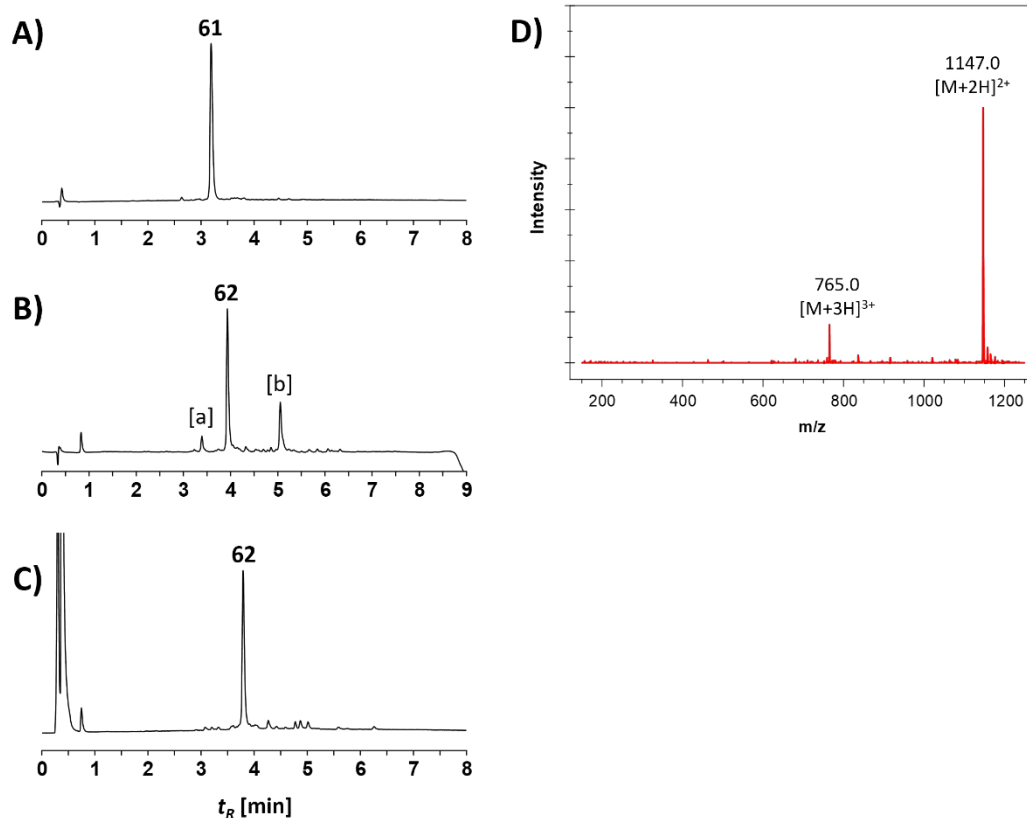 A)
61
0 1 2 3 4 5 6 7 8
B)
62
[a]
[b]
0 1 2 3 4 5 6 7 8 9
C)
62
0 1 2 3 4 5 6 7 8
t_R [min]
D)
1147.0
[M+2H]²⁺
765.0
[M+3H]³⁺
Intensity
200 400 600 800 1000 1200
m/z